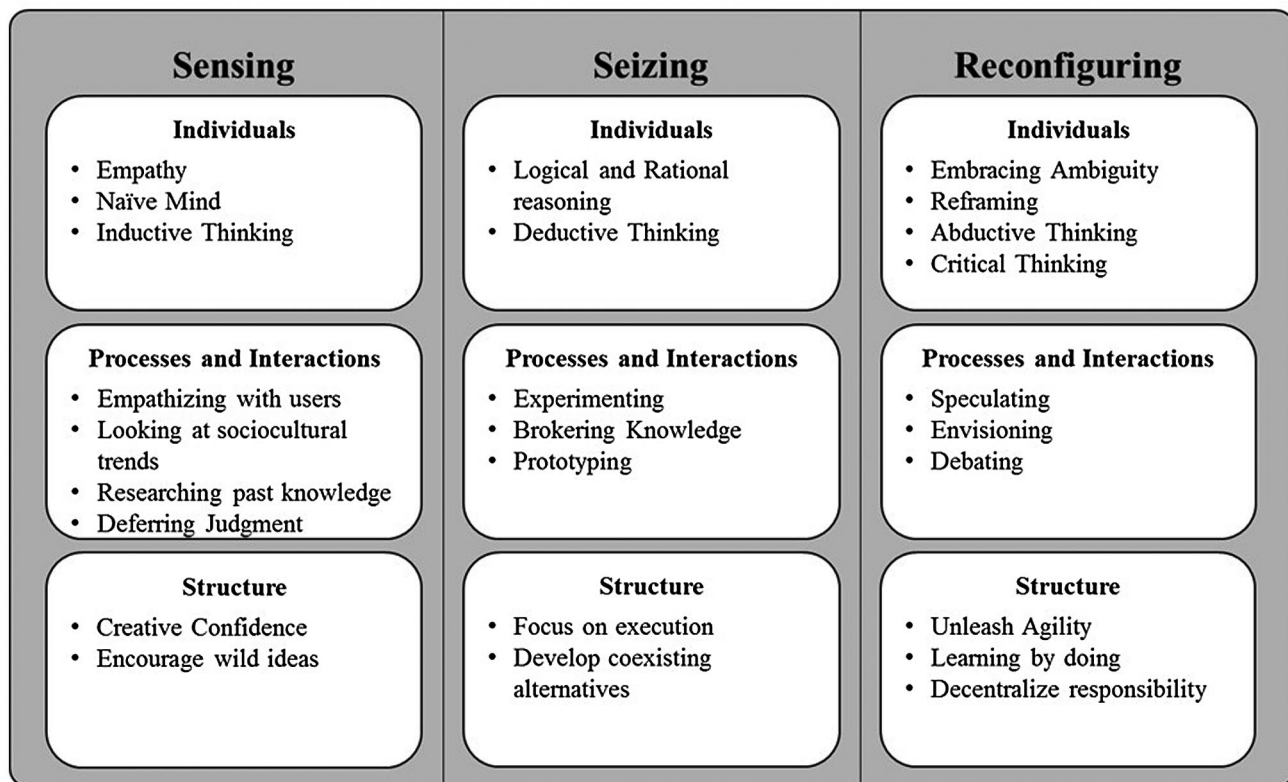 Sensing
Individuals
• Empathy
• Naïve Mind
• Inductive Thinking
Processes and Interactions
• Empathizing with users
• Looking at sociocultural
trends
• Researching past knowledge
• Deferring Judgment
Structure
• Creative Confidence
• Encourage wild ideas
Seizing
Individuals
• Logical and Rational
reasoning
• Deductive Thinking
Processes and Interactions
• Experimenting
• Brokering Knowledge
• Prototyping
Structure
• Focus on execution
• Develop coexisting
alternatives
Reconfiguring
Individuals
• Embracing Ambiguity
• Reframing
• Abductive Thinking
• Critical Thinking
Processes and Interactions
• Speculating
• Envisioning
• Debating
Structure
• Unleash Agility
• Learning by doing
• Decentralize responsibility